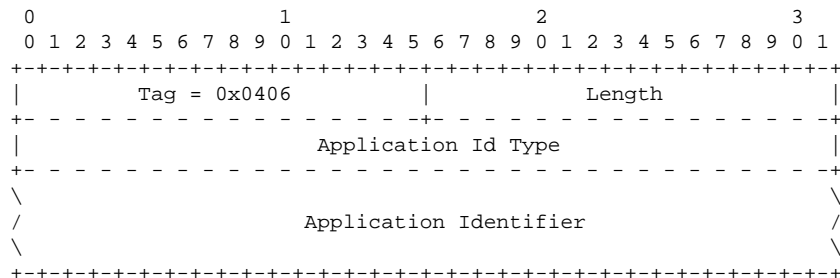 0                   1                   2                   3
 0 1 2 3 4 5 6 7 8 9 0 1 2 3 4 5 6 7 8 9 0 1 2 3 4 5 6 7 8 9 0 1
+-+-+-+-+-+-+-+-+-+-+-+-+-+-+-+-+-+-+-+-+-+-+-+-+-+-+-+-+-+-+-+-+
|         Tag = 0x0406          |            Length             |
+- - - - - - - - - - - - - - - -+- - - - - - - - - - - - - - - -+
|                      Application Id Type                      |
+- - - - - - - - - - - - - - - - - - - - - - - - - - - - - - - -+
\                                                               \
/                     Application Identifier                    /
\                                                               \
+-+-+-+-+-+-+-+-+-+-+-+-+-+-+-+-+-+-+-+-+-+-+-+-+-+-+-+-+-+-+-+-+